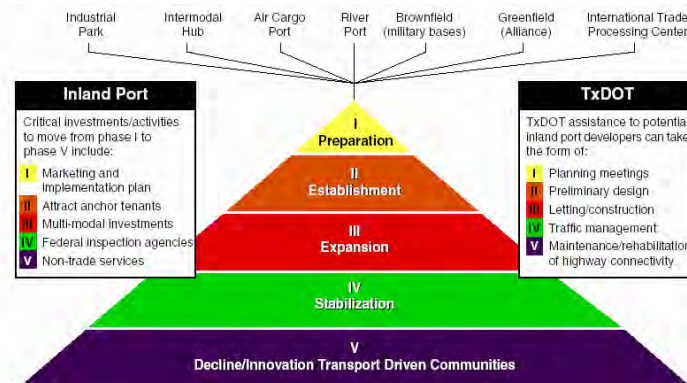 Industrial
Park
Intermodal
Hub
Air Cargo
Port
River
Port
Brownfield
(military bases)
Greenfield
(Alliance)
International Trade
Processing Center
Inland Port
Critical investments/activities
to move from phase I to
phase V include:
I Marketing and
implementation plan
II Attract anchor tenants
III Multi-modal investments
IV Federal inspection agencies
V Non-trade services
I
Preparation
II
Establishment
III
Expansion
IV
Stabilization
V
Decline/Innovation Transport Driven Communities
TxDOT
TxDOT assistance to potential
inland port developers can take
the form of:
I Planning meetings
II Preliminary design
III Letting/construction
IV Traffic management
V Maintenance/rehabilitation
of highway connectivity